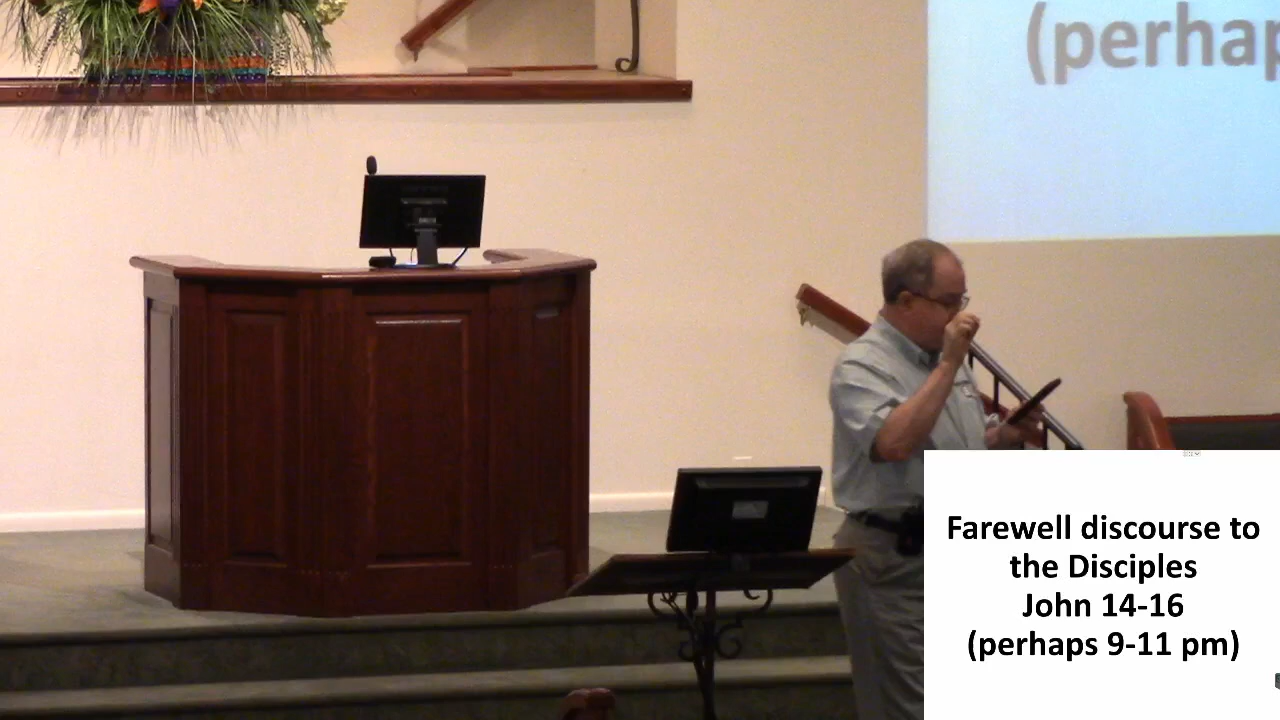 (perhap
Farewell discourse to
the Disciples
John 14-16
(perhaps 9-11 pm)